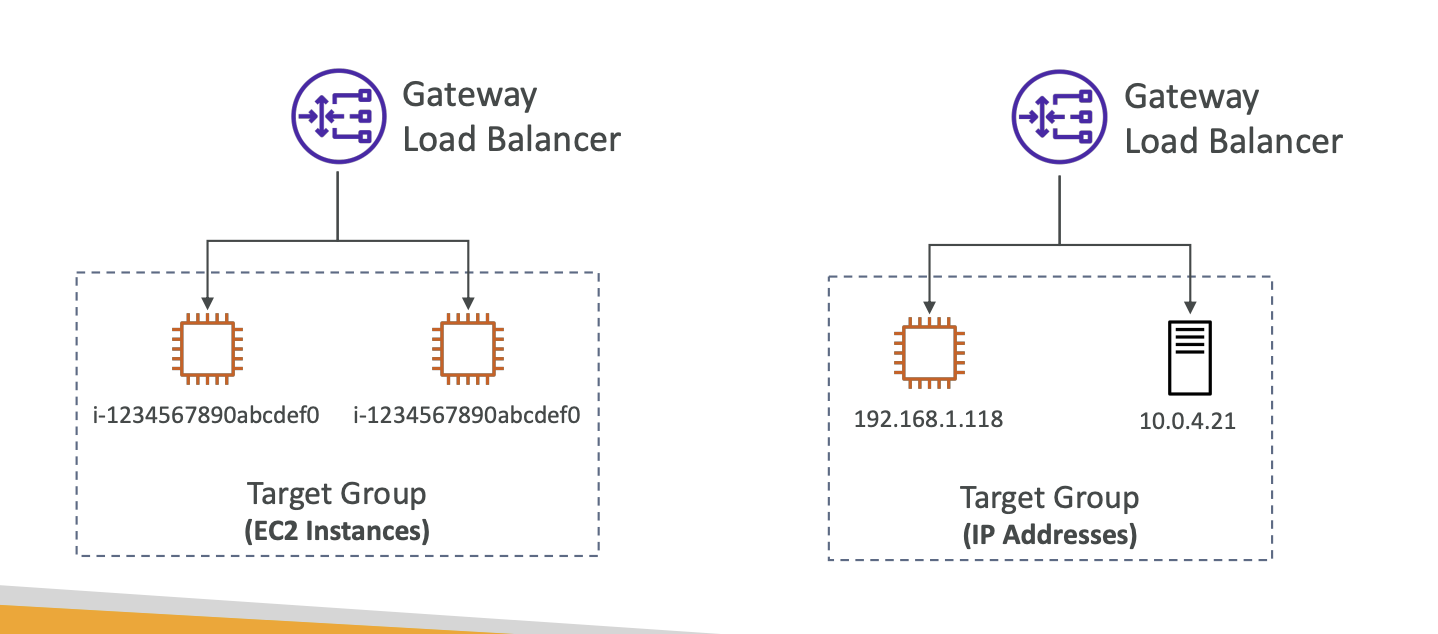 Gateway
Load Balancer
i-1234567890abcdef0
i-1234567890abcdef0
Target Group
(EC2 Instances)
Gateway
Load Balancer
192.168.1.118
10.0.4.21
Target Group
(IP Addresses)